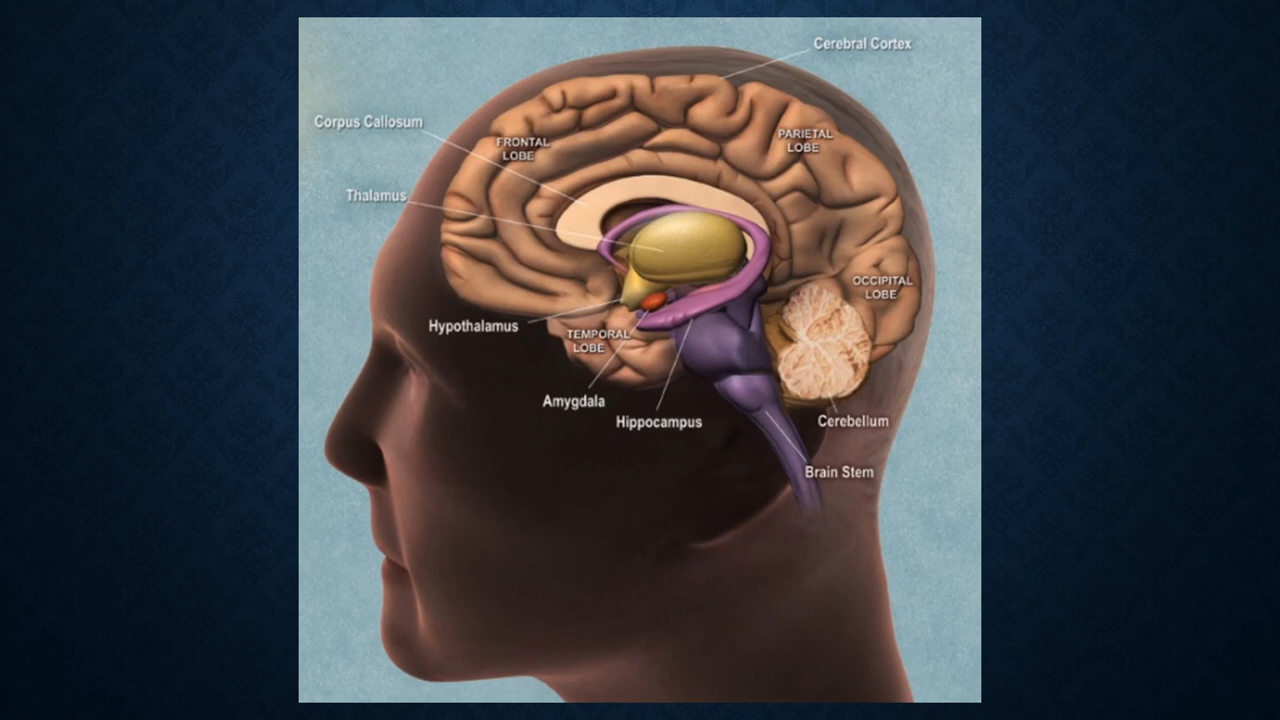 Cerebral Cortex
Corpus Callosum
FRONTAL
LOBE
PARIETAL
LOBE
Thalamus
OCCIPITAL
LOBE
Hypothalamus
TEMPORAL
LOBE
Amygdala
Hippocampus
Cerebellum
Brain Stem